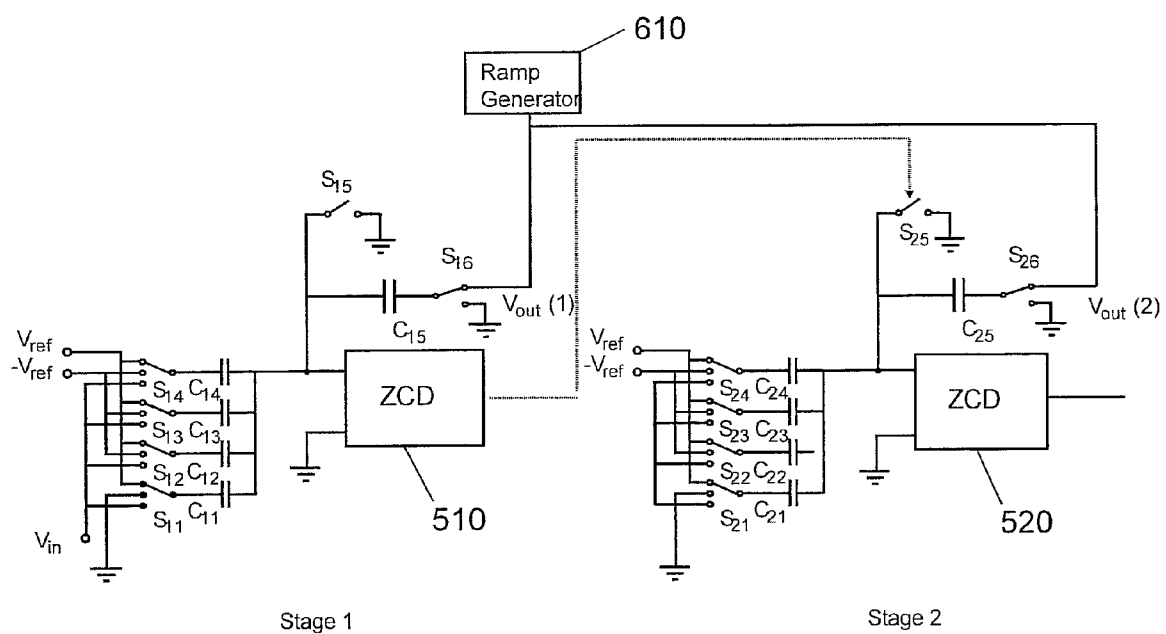 610
Ramp
Generator
S15
S25
S16
Vout (1)
C15
S26
Vout (2)
C25
Vref
-Vref
S14 C14
S13 C13
S12 C12
S11 C11
Vin
ZCD
510
Vref
-Vref
S24 C24
S23 C23
S22 C22
S21 C21
ZCD
520
Stage 1
Stage 2